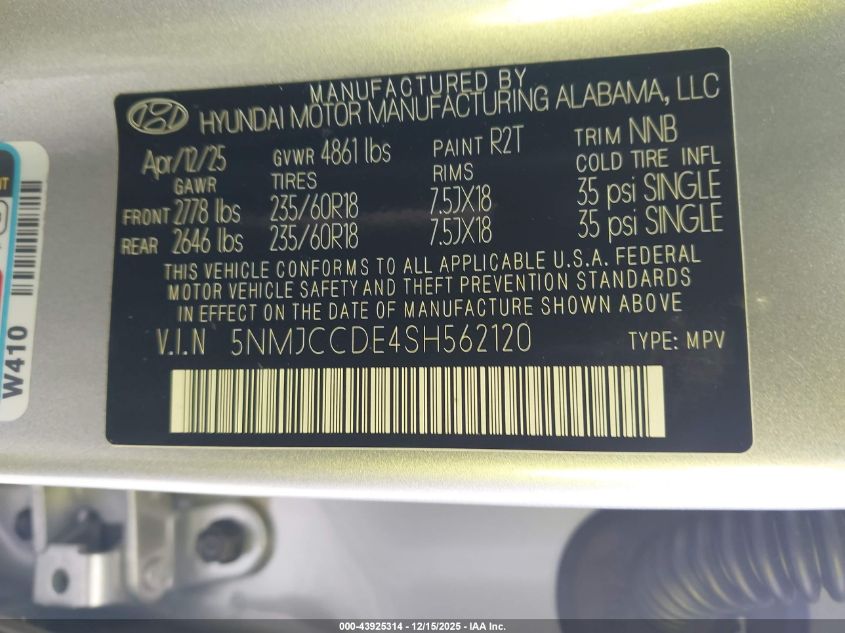 MANUFACTURED BY
HYUNDAI MOTOR MANUFACTURING ALABAMA, LLC
Apr/12/25 GVWR 4861 lbs PAINT R2T TRIM NNB
GAWR TIRES RIMS COLD TIRE INFL
FRONT 2778 lbs 235/60R18 7.5JX18 35 psi SINGLE
REAR 2646 lbs 235/60R18 7.5JX18 35 psi SINGLE
THIS VEHICLE CONFORMS TO ALL APPLICABLE U.S.A. FEDERAL
MOTOR VEHICLE SAFETY AND THEFT PREVENTION STANDARDS
IN EFFECT ON THE DATE OF MANUFACTURE SHOWN ABOVE
V.I.N 5NMJCCDE4SH562120 TYPE: MPV
W410
000-43925314 - 12/15/2025 - IAA Inc.